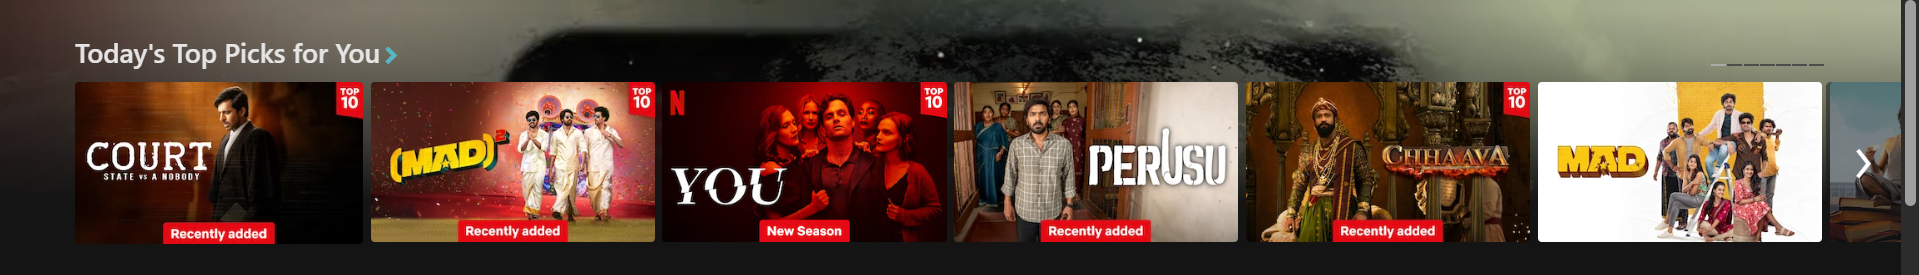 Today's Top Picks for You
TOP
10
COURT
STATE vs A NOBODY
Recently added
TOP
10
(MAD)²
Recently added
N
TOP
10
YOU
New Season
PERUSU
Recently added
TOP
10
CHHAAVA
Recently added
MAD